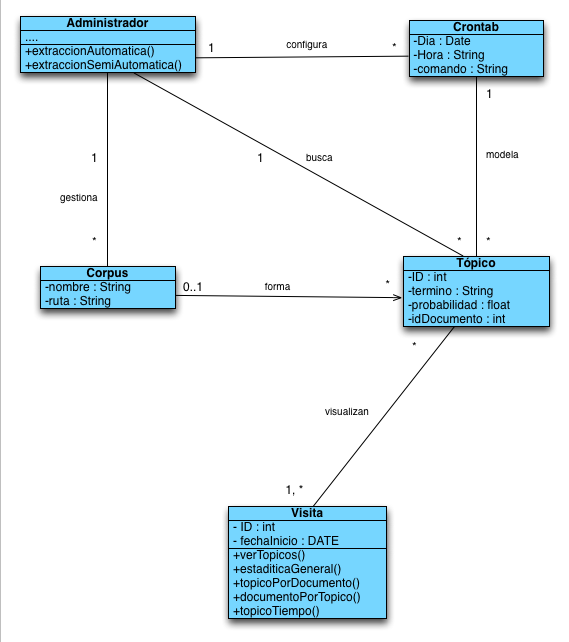 Administrador
....
+extraccionAutomatica()
+extraccionSemiAutomatica()
1
configura
*
Crontab
-Dia : Date
-Hora : String
-comando : String
1
1
1
busca
modela
gestiona
*
*
*
Corpus
-nombre : String
-ruta : String
0..1
forma
*
Tópico
-ID : int
-termino : String
-probabilidad : float
-idDocumento : int
*
visualizan
1, *
Visita
- ID : int
- fechaInicio : DATE
+verTopicos()
+estaditicaGeneral()
+topicoPorDocumento()
+documentoPorTopico()
+topicoTiempo()